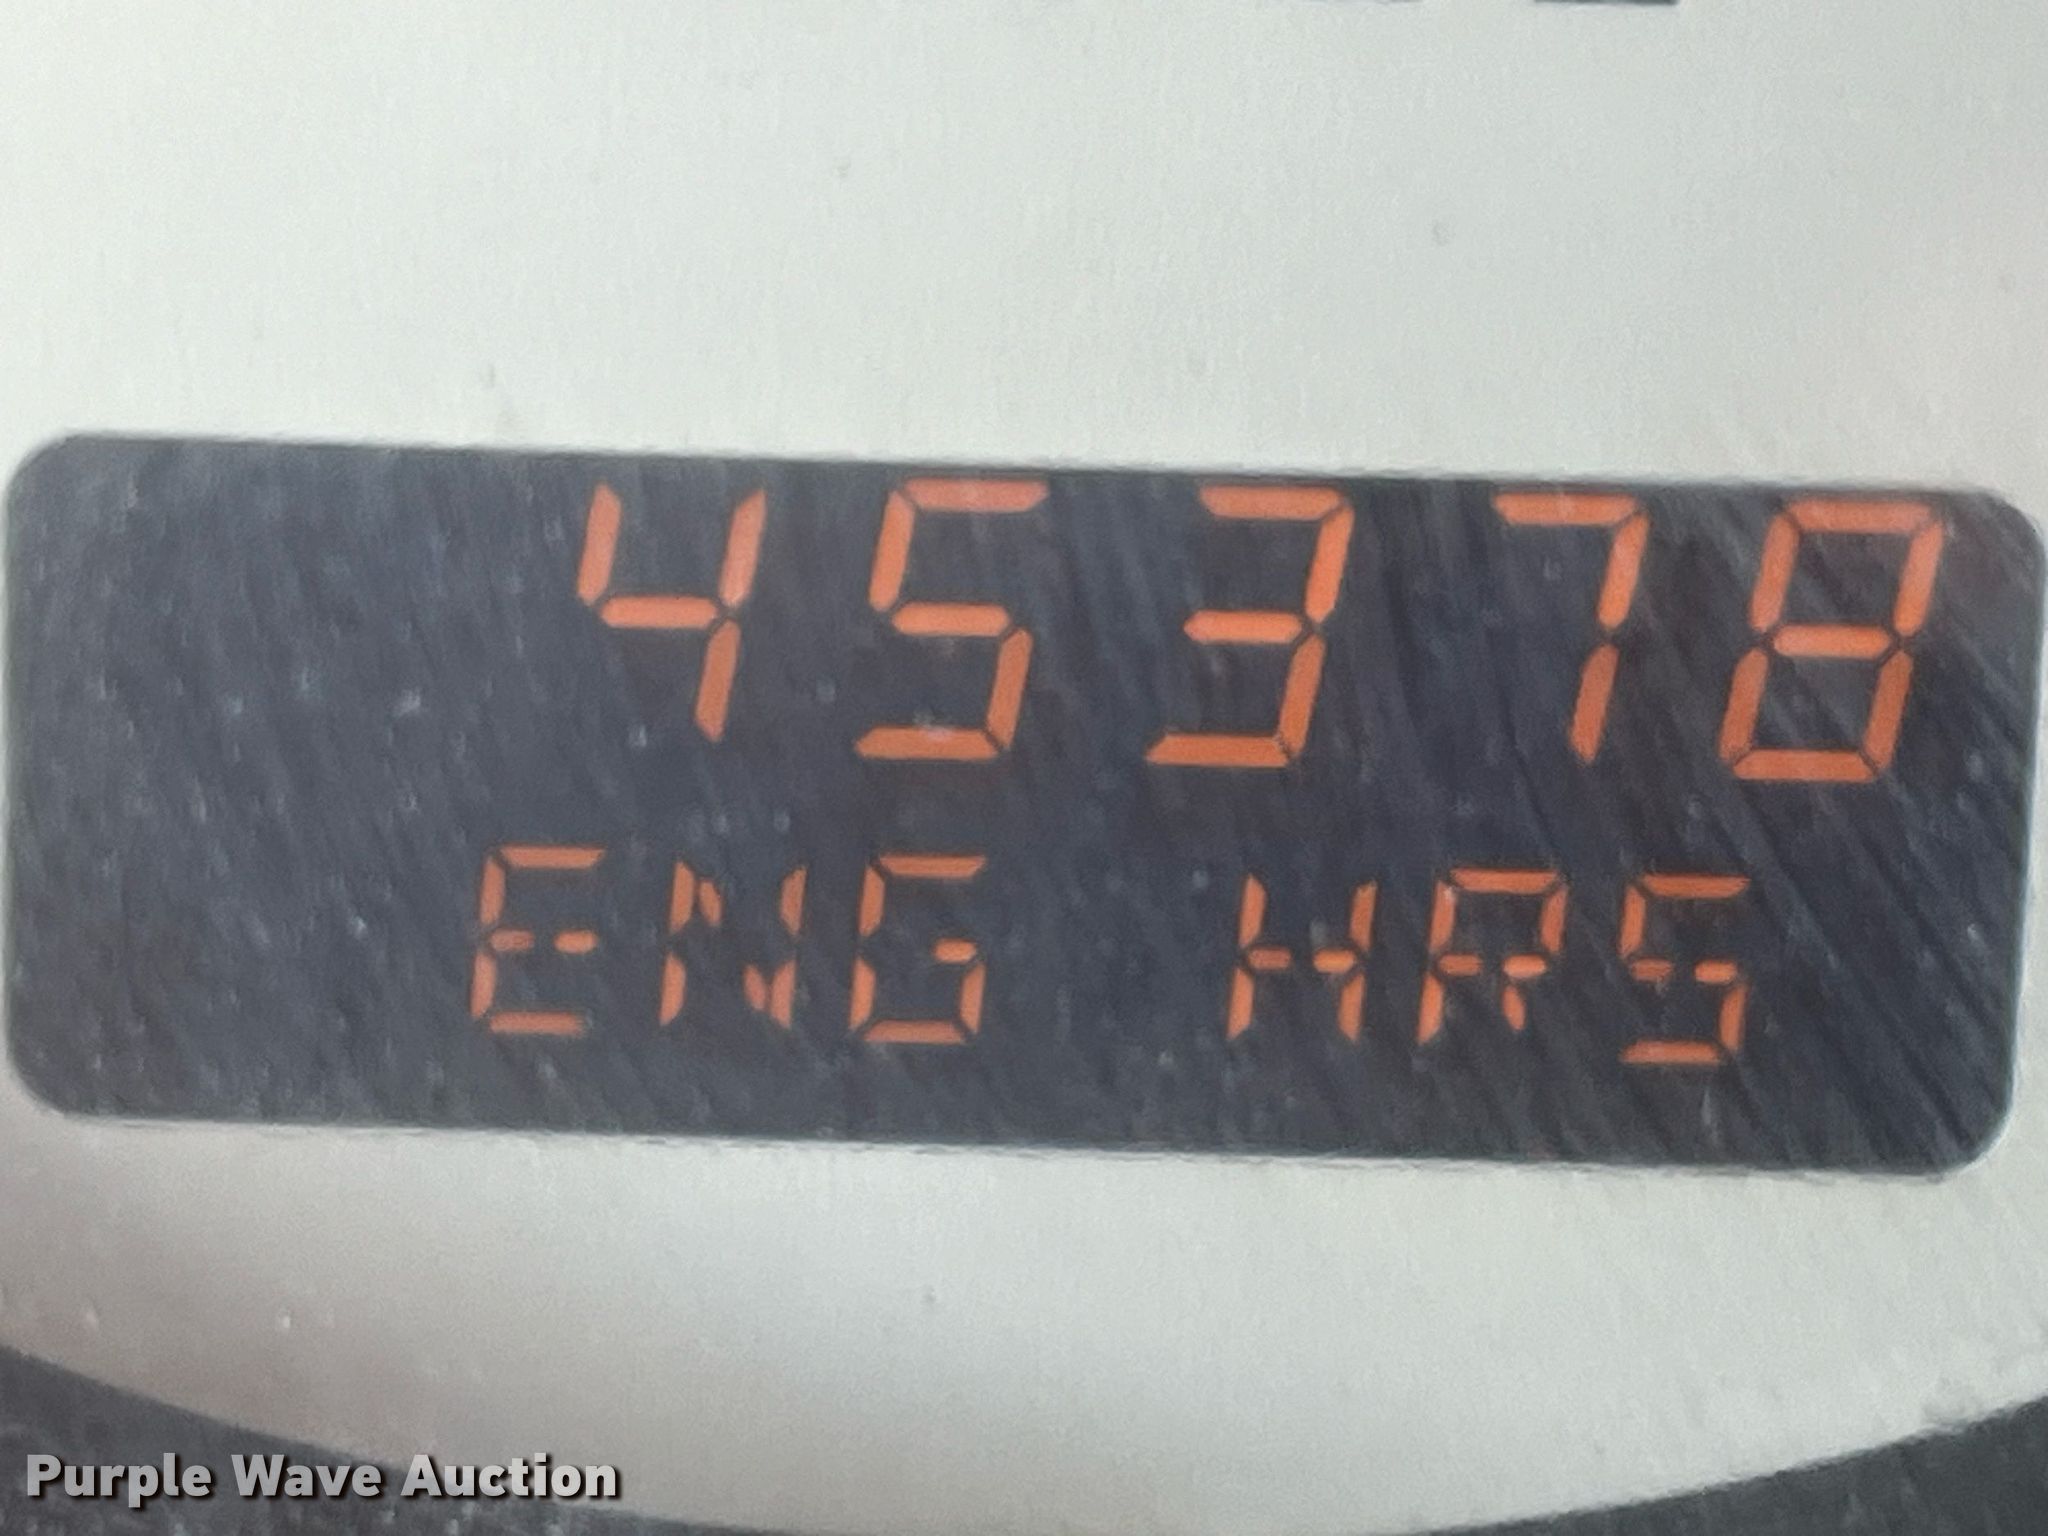 45378
ENG HRS
Purple Wave Auction